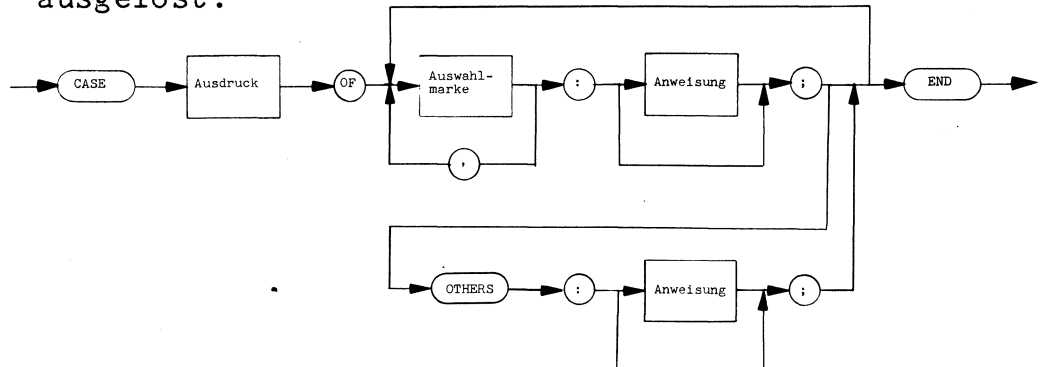 ausgelöst.
CASE Ausdruck OF Auswahl- : Anweisung ; END
marke
,
OTHERS : Anweisung ;